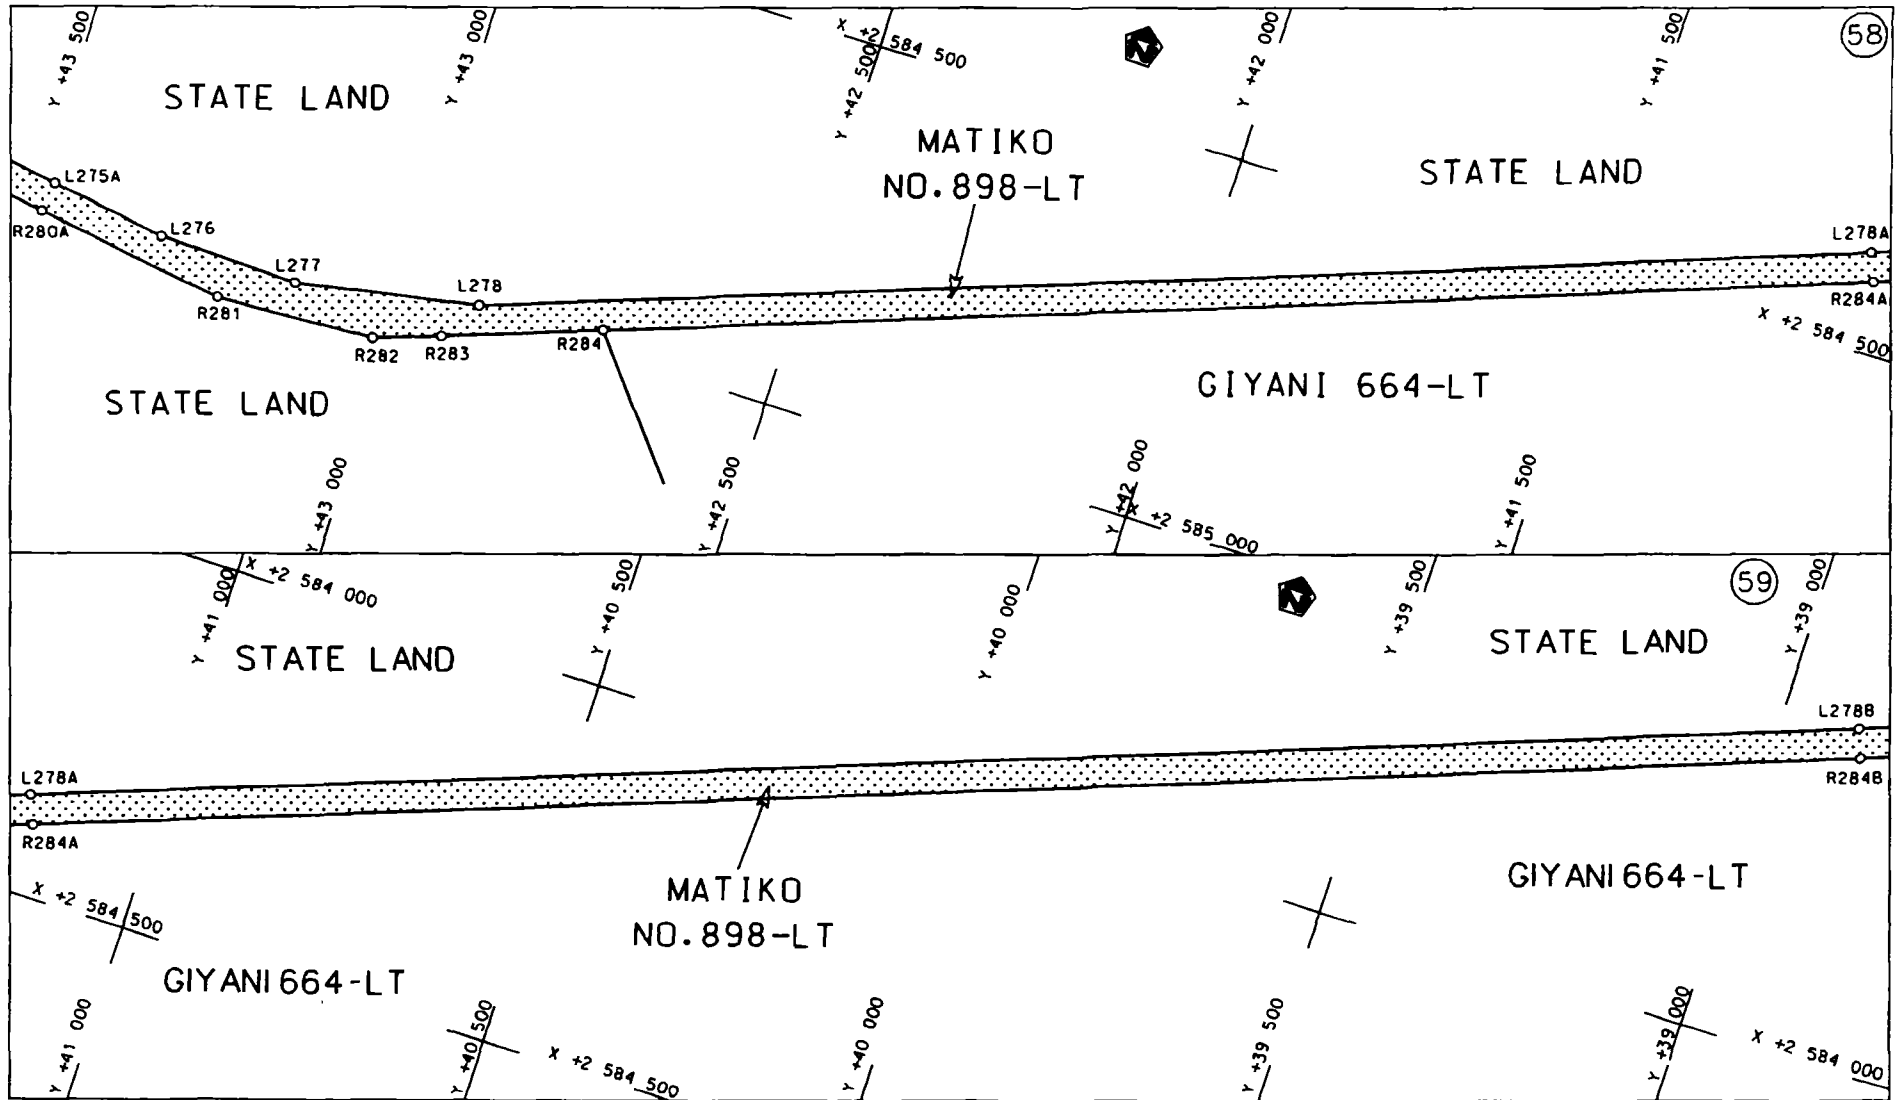 Y +43 500
Y +43 000
X +2 584 500
Y +42 500
N
Y +42 000
Y +41 500
58
STATE LAND
MATIKO
NO.898-LT
STATE LAND
L275A
R280A
L276
L277
L278
L278A
R281
R282
R283
R284
R284A
X +2 584 500
STATE LAND
GIYANI 664-LT
Y +43 000
Y +42 500
Y +42 000
X +2 585 000
Y +41 500
X +2 584 000
Y +41 000
Y +40 500
Y +40 000
N
Y +39 500
59
Y +39 000
STATE LAND
STATE LAND
L278B
L278A
R284B
R284A
X +2 584 500
MATIKO
NO.898-LT
GIYANI 664-LT
GIYANI 664-LT
Y +41 000
Y +40 500
X +2 584 500
Y +40 000
Y +39 500
Y +39 000
X +2 584 000